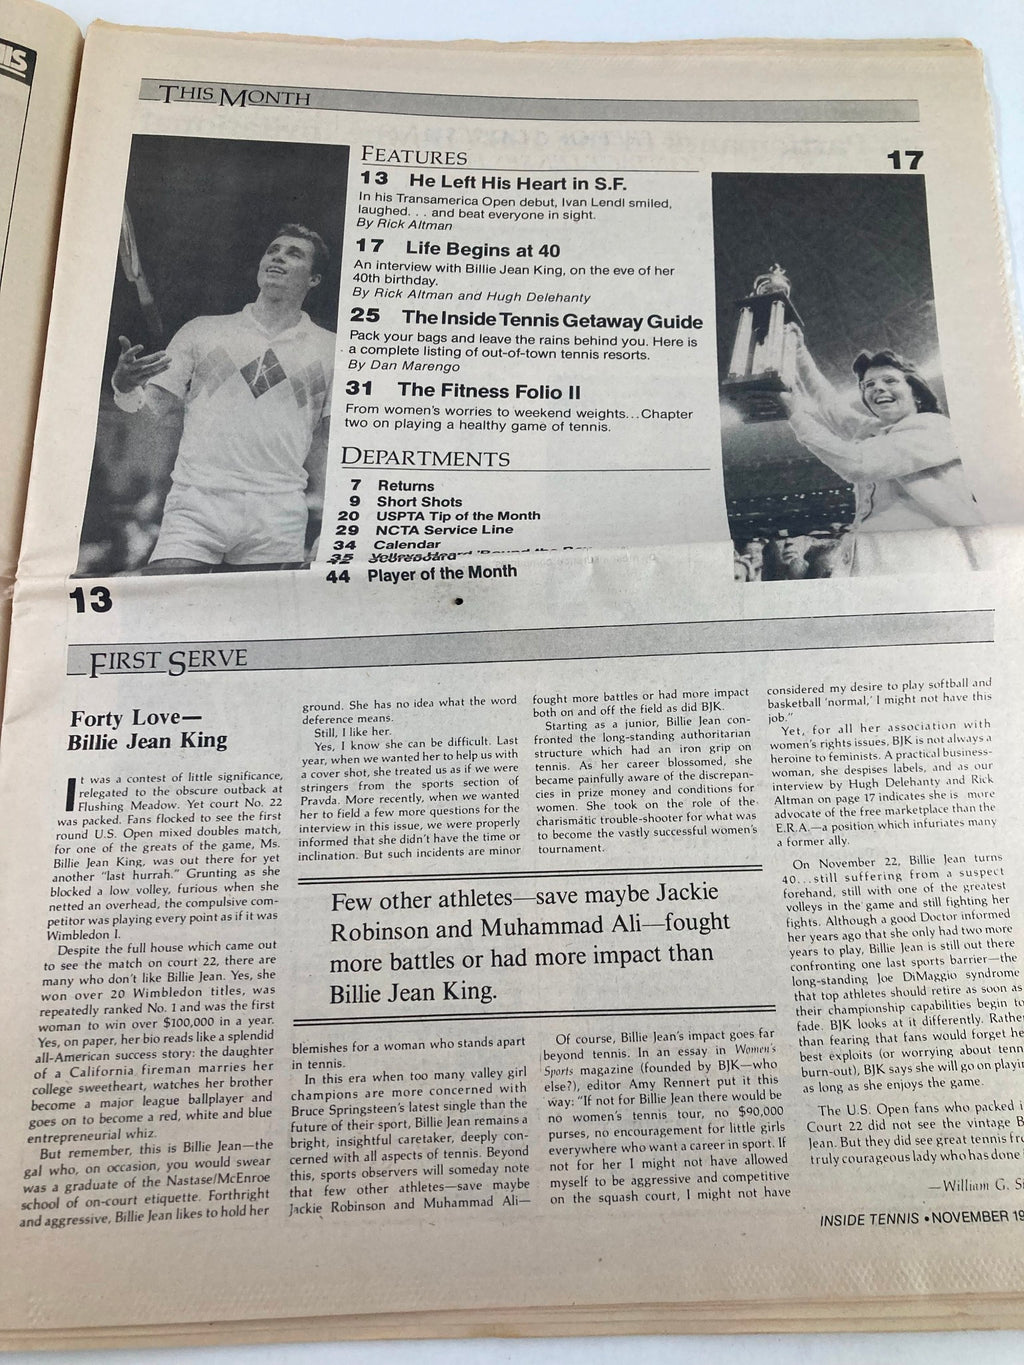 IS
THIS MONTH
FEATURES
13 He Left His Heart in S.F.
In his Transamerica Open debut, Ivan Lendl smiled,
laughed. . . and beat everyone in sight.
By Rick Altman
17 Life Begins at 40
An interview with Billie Jean King, on the eve of her
40th birthday.
By Rick Altman and Hugh Delehanty
25 The Inside Tennis Getaway Guide
Pack your bags and leave the rains behind you. Here is
a complete listing of out-of-town tennis resorts.
By Dan Marengo
31 The Fitness Folio II
From women's worries to weekend weights...Chapter
two on playing a healthy game of tennis.
DEPARTMENTS
7 Returns
9 Short Shots
20 USPTA Tip of the Month
29 NCTA Service Line
34 Calendar
44 Player of the Month
17
13
FIRST SERVE
Forty Love—
Billie Jean King
It was a contest of little significance,
relegated to the obscure outback at
Flushing Meadow. Yet court No. 22
was packed. Fans flocked to see the first
round U.S. Open mixed doubles match,
for one of the greats of the game, Ms.
Billie Jean King, was out there for yet
another "last hurrah." Grunting as she
blocked a low volley, furious when she
netted an overhead, the compulsive com-
petitor was playing every point as if it was
Wimbledon I.
Despite the full house which came out
to see the match on court 22, there are
many who don't like Billie Jean. Yes, she
won over 20 Wimbledon titles, was
repeatedly ranked No. 1 and was the first
woman to win over $100,000 in a year.
Yes, on paper, her bio reads like a splendid
all-American success story: the daughter
of a California fireman marries her
college sweetheart, watches her brother
become a major league ballplayer and
goes on to become a red, white and blue
entrepreneurial whiz.
But remember, this is Billie Jean—the
gal who, on occasion, you would swear
was a graduate of the Nastase/McEnroe
school of on-court etiquette. Forthright
and aggressive, Billie Jean likes to hold her
ground. She has no idea what the word
deference means.
Still, I like her.
Yes, I know she can be difficult. Last
year, when we wanted her to help us with
a cover shot, she treated us as if we were
stringers from the sports section of
Pravda. More recently, when we wanted
her to field a few more questions for the
interview in this issue, we were properly
informed that she didn't have the time or
inclination. But such incidents are minor
blemishes for a woman who stands apart
in tennis.
In this era when too many valley girl
champions are more concerned with
Bruce Springsteen's latest single than the
future of their sport, Billie Jean remains a
bright, insightful caretaker, deeply con-
cerned with all aspects of tennis. Beyond
this, sports observers will someday note
that few other athletes—save maybe
Jackie Robinson and Muhammad Ali—
fought more battles or had more impact
both on and off the field as did BJK.
Starting as a junior, Billie Jean con-
fronted the long-standing authoritarian
structure which had an iron grip on
tennis. As her career blossomed, she
became painfully aware of the discrepan-
cies in prize money and conditions for
women. She took on the role of the
charismatic trouble-shooter for what was
to become the vastly successful women's
tournament.
Few other athletes—save maybe Jackie
Robinson and Muhammad Ali—fought
more battles or had more impact than
Billie Jean King.
Of course, Billie Jean's impact goes far
beyond tennis. In an essay in Women's
Sports magazine (founded by BJK—who
else?), editor Amy Rennert put it this
way: "If not for Billie Jean there would be
no women's tennis tour, no $90,000
purses, no encouragement for little girls
everywhere who want a career in sport. If
not for her I might not have allowed
myself to be aggressive and competitive
on the squash court, I might not have
considered my desire to play softball and
basketball 'normal,' I might not have this
job."
Yet, for all her association with
women's rights issues, BJK is not always a
heroine to feminists. A practical business-
woman, she despises labels, and as our
interview by Hugh Delehanty and Rick
Altman on page 17 indicates she is more
advocate of the free marketplace than the
E.R.A.—a position which infuriates many
a former ally.
On November 22, Billie Jean turns
40...still suffering from a suspect
forehand, still with one of the greatest
volleys in the game and still fighting her
fights. Although a good Doctor informed
her years ago that she only had two more
years to play, Billie Jean is still out there
confronting one last sports barrier—the
long-standing Joe DiMaggio syndrome
that top athletes should retire as soon as
their championship capabilities begin to
fade. BJK looks at it differently. Rathe
than fearing that fans would forget he
best exploits (or worrying about tenn
burn-out), BJK says she will go on playin
as long as she enjoys the game.
The U.S. Open fans who packed i
Court 22 did not see the vintage B
Jean. But they did see great tennis fr
truly courageous lady who has done
—William G. Si
INSIDE TENNIS • NOVEMBER 19